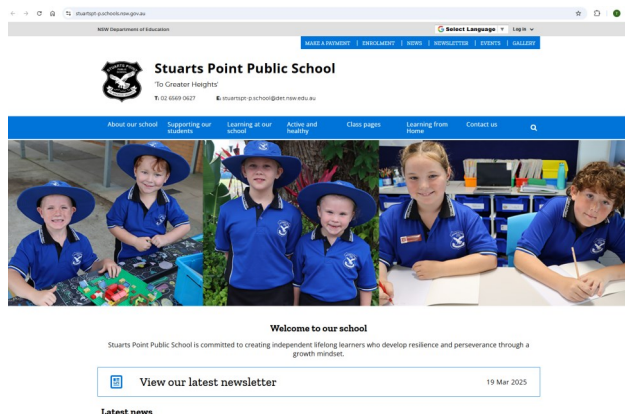 stuartspt-p.schools.nsw.gov.au
NSW Department of Education
G Select Language ▼ Log in
MAKE A PAYMENT | ENROLMENT | NEWS | NEWSLETTER | EVENTS | GALLERY
Stuarts Point Public School
'To Greater Heights'
T: 02 6569 0627 E: stuartspt-p.school@det.nsw.edu.au
About our school Supporting our students Learning at our school Active and healthy Class pages Learning from Home Contact us
Welcome to our school
Stuarts Point Public School is committed to creating independent lifelong learners who develop resilience and perseverance through a
growth mindset.
View our latest newsletter 19 Mar 2025
Latest news